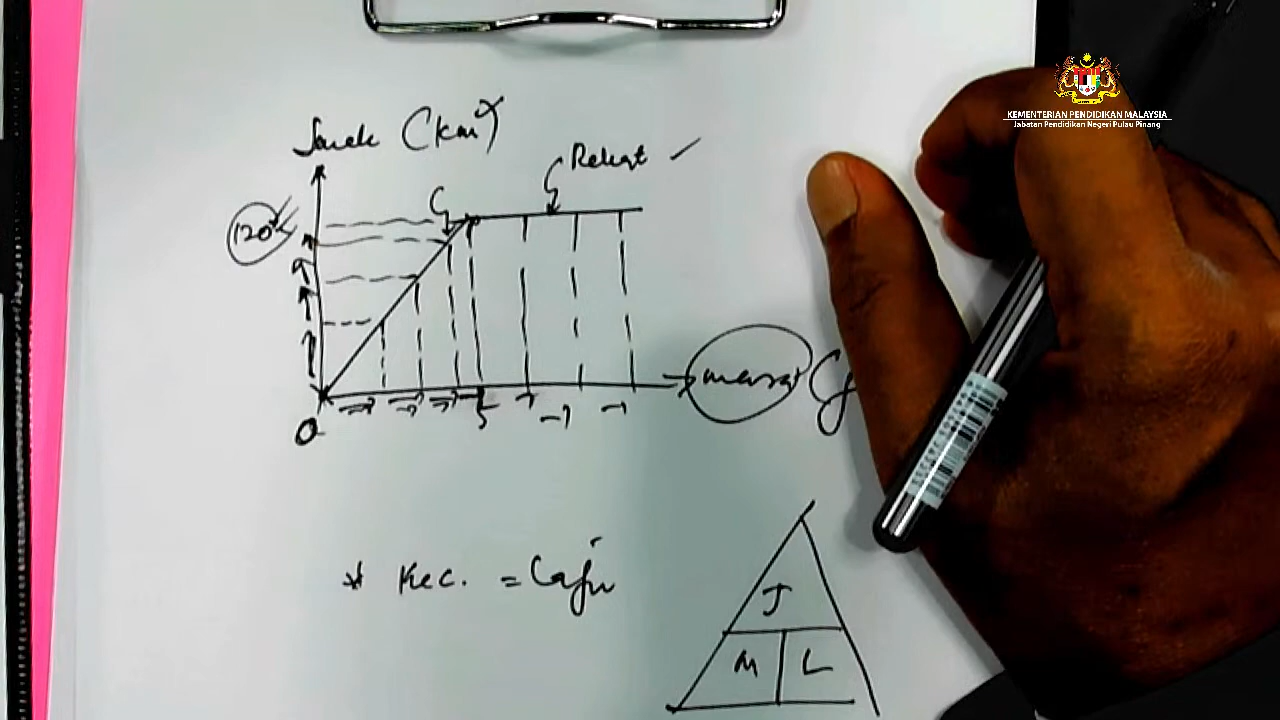 KEMENTERIAN PENDIDIKAN MALAYSIA
Jabatan Pendidikan Negeri Pulau Pinang
Jarak (km)
Rehat
120
masa (j
0
5
* Kec. = Laju
J
M L